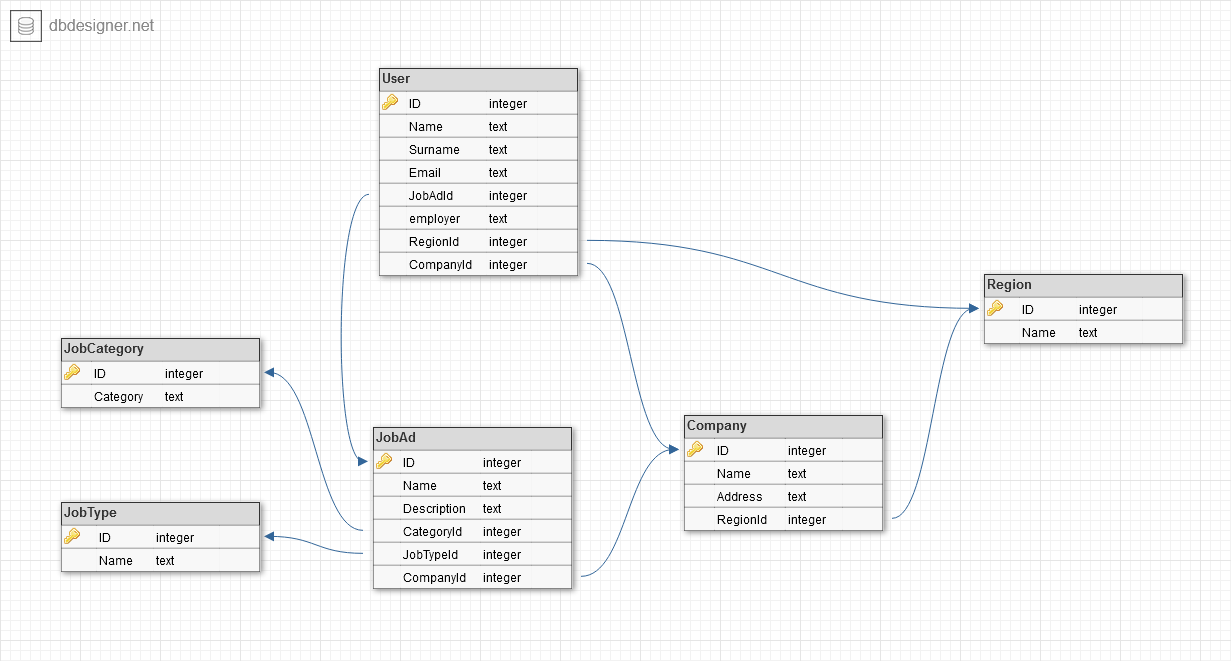 dbdesigner.net
User
ID integer
Name text
Surname text
Email text
JobAdId integer
employer text
RegionId integer
CompanyId integer
Region
ID integer
Name text
JobCategory
ID integer
Category text
JobAd
ID integer
Name text
Description text
CategoryId integer
JobTypeId integer
CompanyId integer
Company
ID integer
Name text
Address text
RegionId integer
JobType
ID integer
Name text